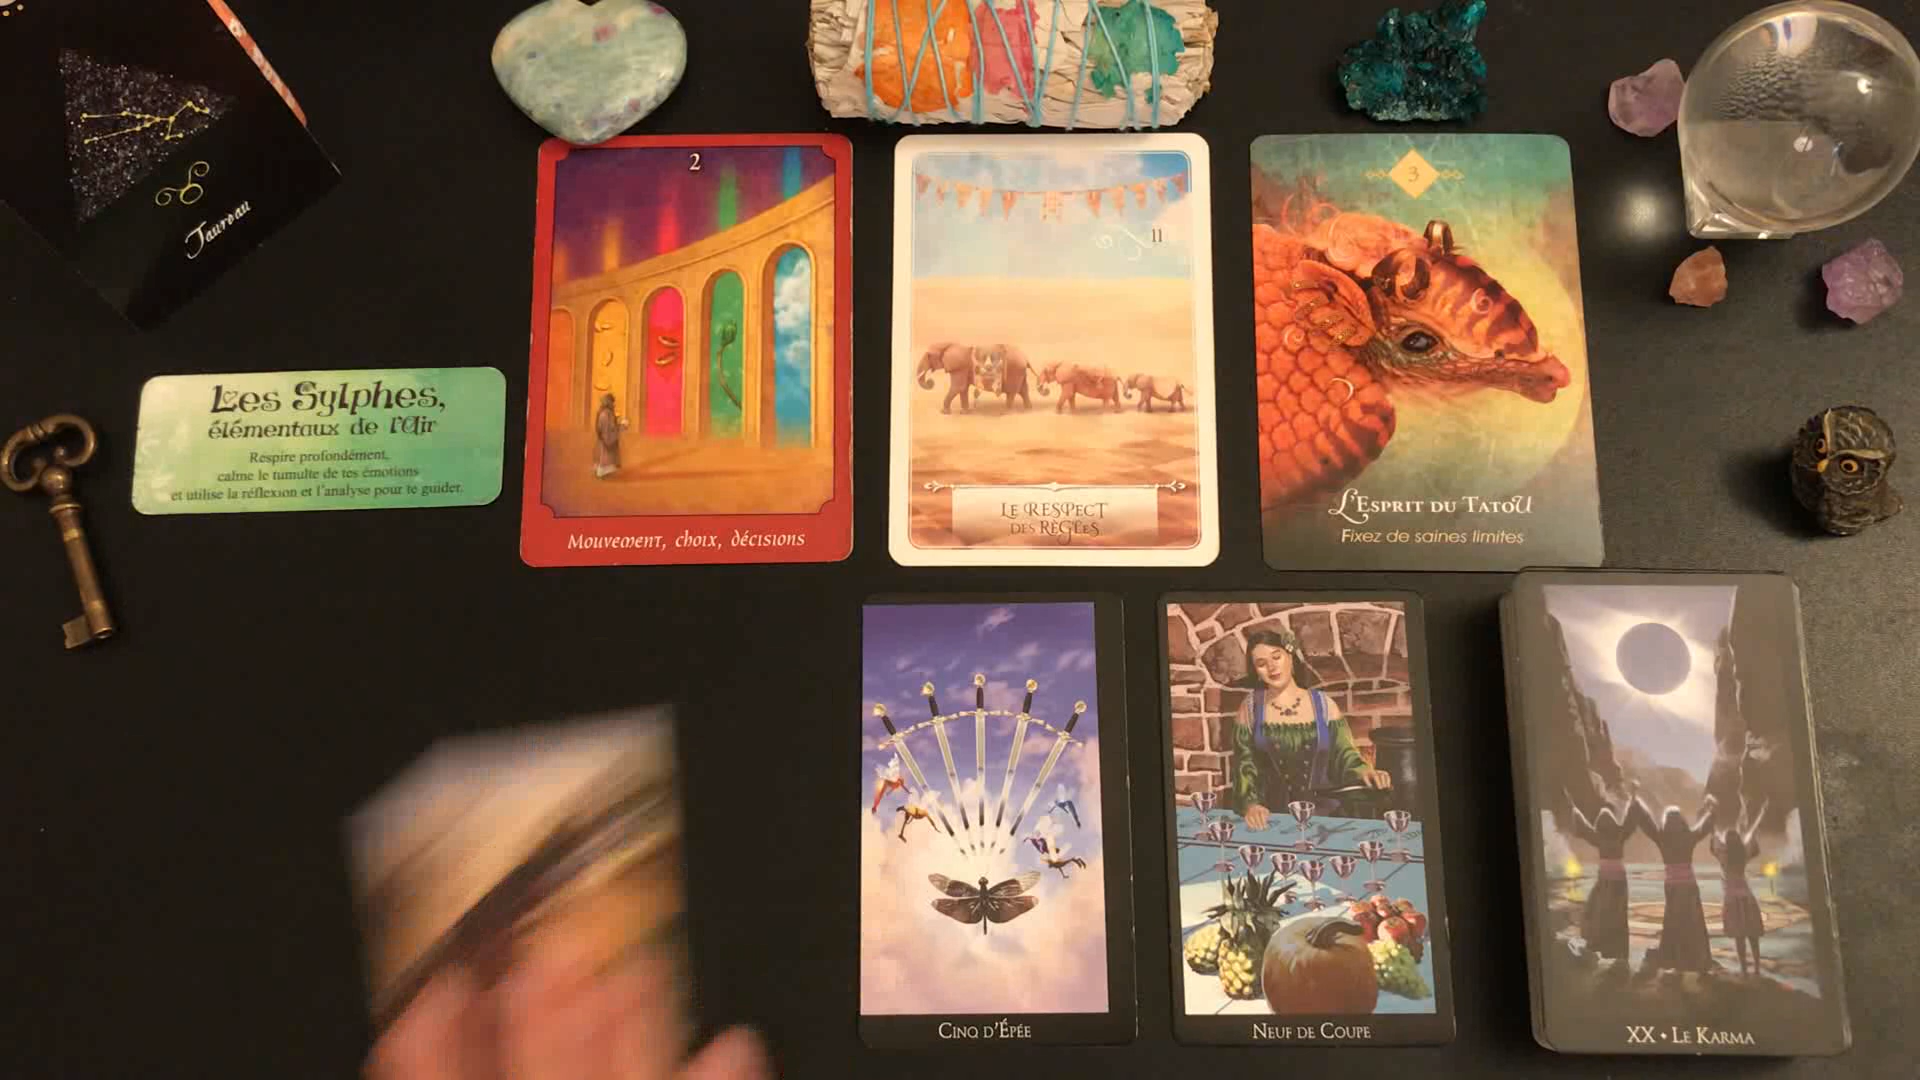 Taureau
Les Sylphes,
élémentaux de l'Air
Respire profondément,
calme le tumulte de tes émotions
et utilise la réflexion et l'analyse pour te guider.
2
Mouvement, choix, décisions
11
LE RESPECT
DES RÈGLES
3
L'ESPRIT DU TATOU
Fixez de saines limites
CINQ D'ÉPÉE
NEUF DE COUPE
XX • LE KARMA